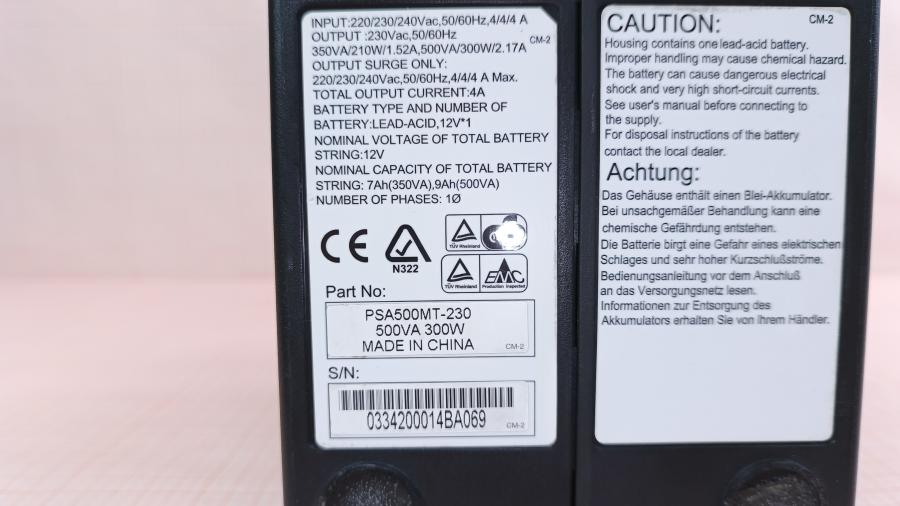 INPUT:220/230/240Vac,50/60Hz,4/4/4 A
OUTPUT :230Vac,50/60Hz
350VA/210W/1.52A,500VA/300W/2.17A CM-2
OUTPUT SURGE ONLY:
220/230/240Vac,50/60Hz,4/4/4 A Max.
TOTAL OUTPUT CURRENT:4A
BATTERY TYPE AND NUMBER OF
BATTERY:LEAD-ACID,12V*1
NOMINAL VOLTAGE OF TOTAL BATTERY
STRING:12V
NOMINAL CAPACITY OF TOTAL BATTERY
STRING: 7Ah(350VA),9Ah(500VA)
NUMBER OF PHASES: 1Ø
CE
N322
TÜV Rheinland
TÜV Rheinland
EMC
Production inspected
Part No:
PSA500MT-230
500VA 300W
MADE IN CHINA CM-2
S/N:
0334200014BA069 CM-2
CAUTION: CM-2
Housing contains one lead-acid battery.
Improper handling may cause chemical hazard.
The battery can cause dangerous electrical
shock and very high short-circuit currents.
See user's manual before connecting to
the supply.
For disposal instructions of the battery
contact the local dealer.
Achtung:
Das Gehäuse enthält einen Blei-Akkumulator.
Bei unsachgemäßer Behandlung kann eine
chemische Gefährdung entstehen.
Die Batterie birgt eine Gefahr eines elektrischen
Schlages und sehr hoher Kurzschlußströme.
Bedienungsanleitung vor dem Anschluß
an das Versorgungsnetz lesen.
Informationen zur Entsorgung des
Akkumulators erhalten Sie von Ihrem Händler.